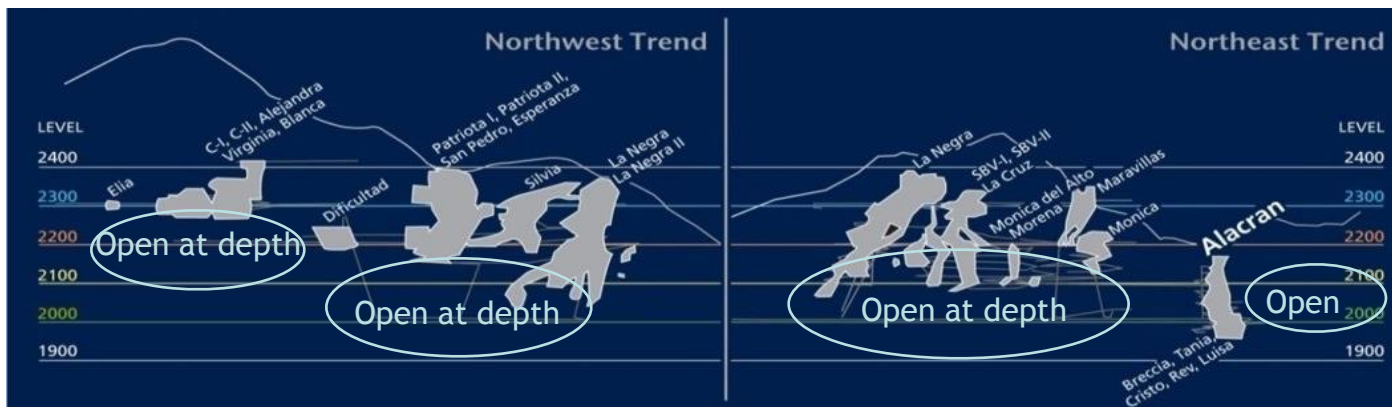 Northwest Trend
LEVEL
2400
2300
2200
2100
2000
1900
Elia
C-I, C-II, Alejandra
Virginia, Blanca
Open at depth
Dificultad
Patriota I, Patriota II,
San Pedro, Esperanza
Silvia
La Negra
La Negra II
Open at depth
Northeast Trend
La Negra
SBV-I, SBV-II
La Cruz
Monica del Alto
Morena
Maravillas
Monica
Open at depth
Alacran
Breccia, Tania,
Cristo, Rev, Luisa
Open
LEVEL
2400
2300
2200
2100
2000
1900